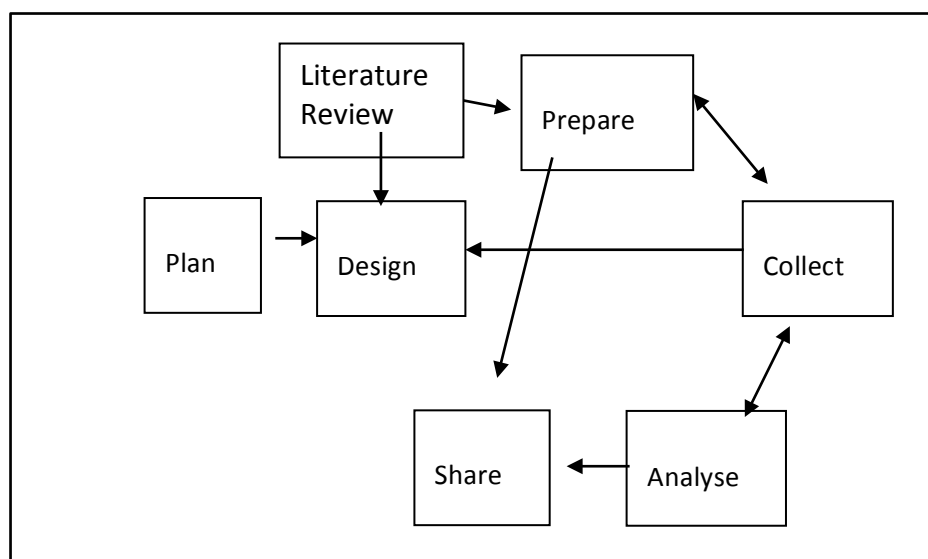 Literature
Review
Prepare
Plan
Design
Collect
Share
Analyse